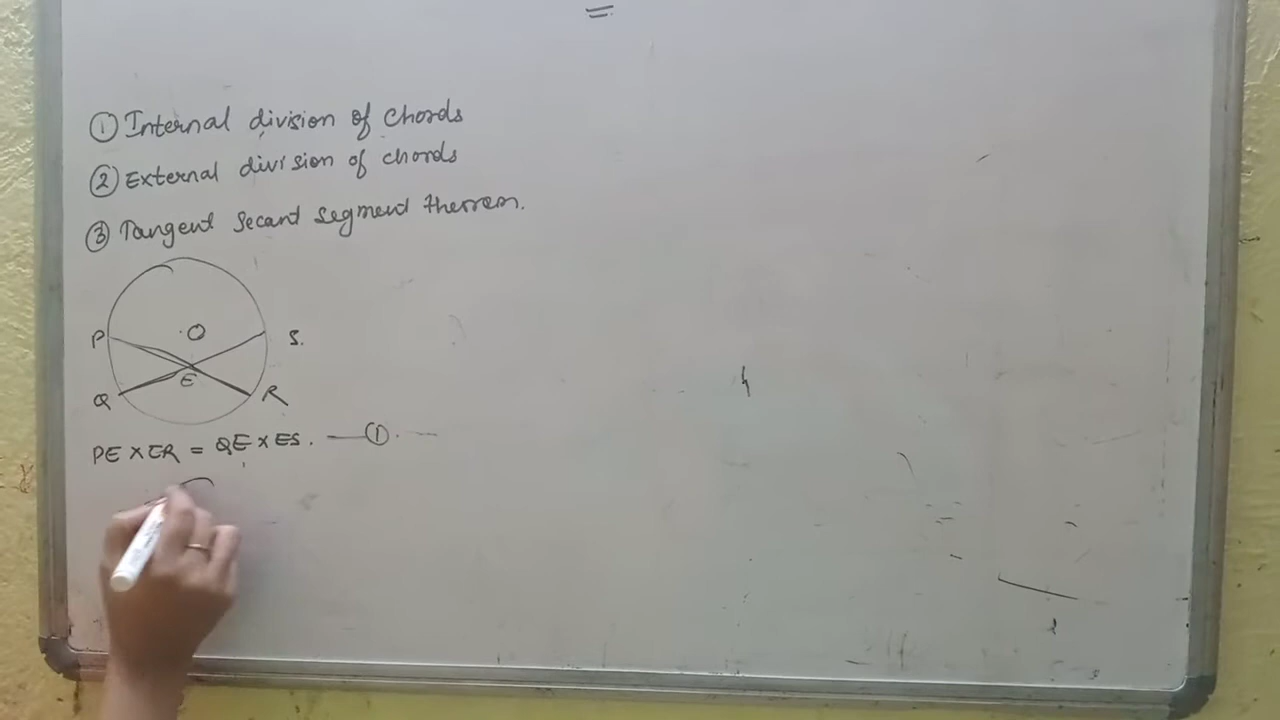 ① Internal division of chords
② External division of chords
③ Tangent Secant Segment theorem.
O
P S.
E
Q R
PE × ER = QE × ES. —①.